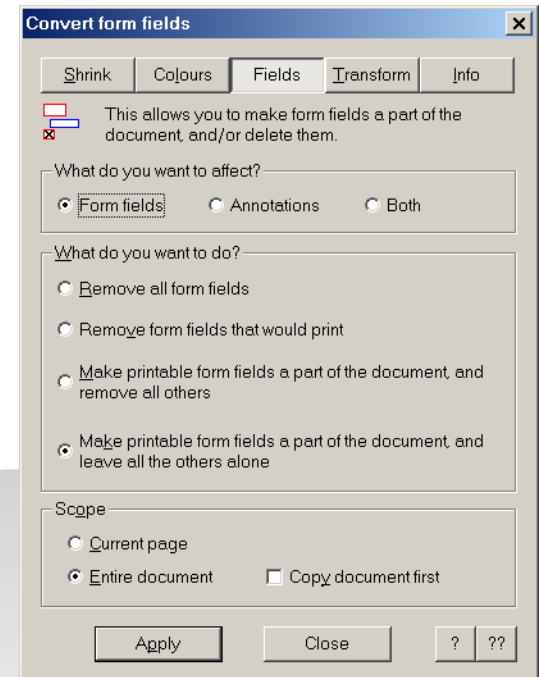 Convert form fields
Shrink Colours Fields Transform Info
This allows you to make form fields a part of the
document, and/or delete them.
What do you want to affect?
Form fields Annotations Both
What do you want to do?
Remove all form fields
Remove form fields that would print
Make printable form fields a part of the document, and
remove all others
Make printable form fields a part of the document, and
leave all the others alone
Scope
Current page
Entire document Copy document first
Apply Close ? ??